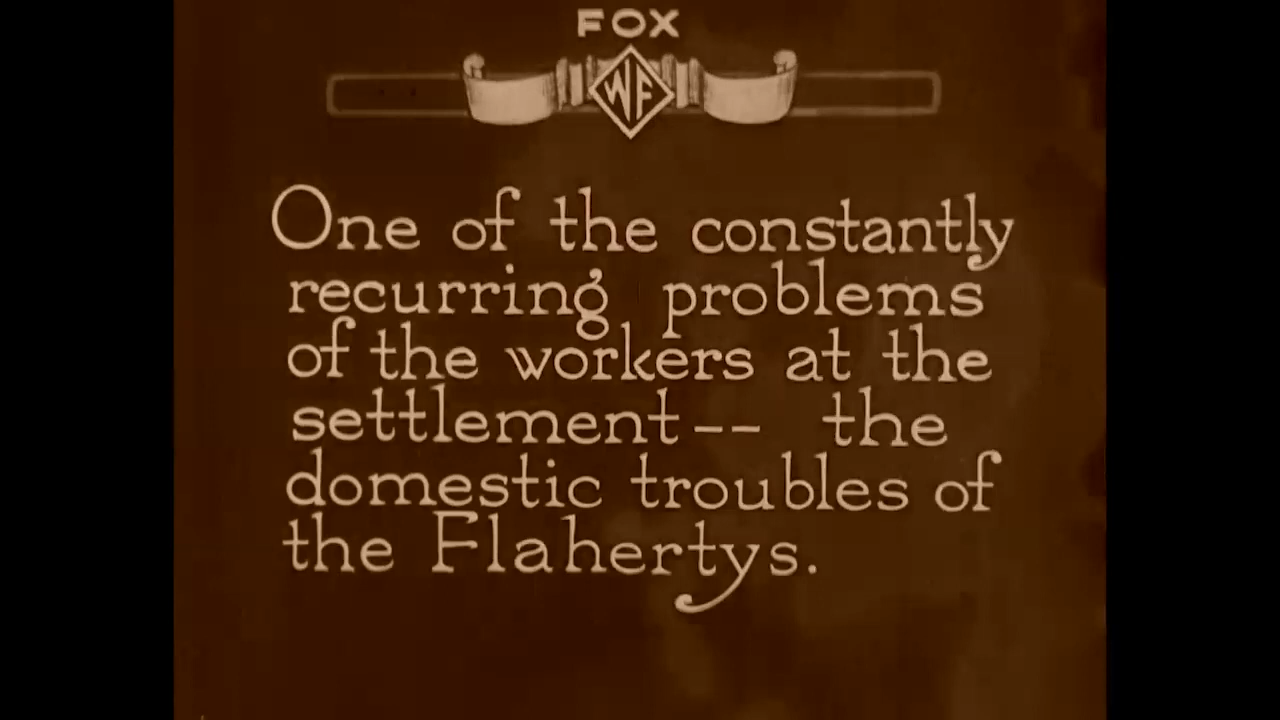 FOX
WF
One of the constantly
recurring problems
of the workers at the
settlement -- the
domestic troubles of
the Flahertys.